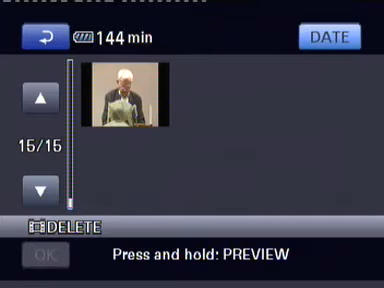 144 min
DATE
15/15
DELETE
OK
Press and hold: PREVIEW